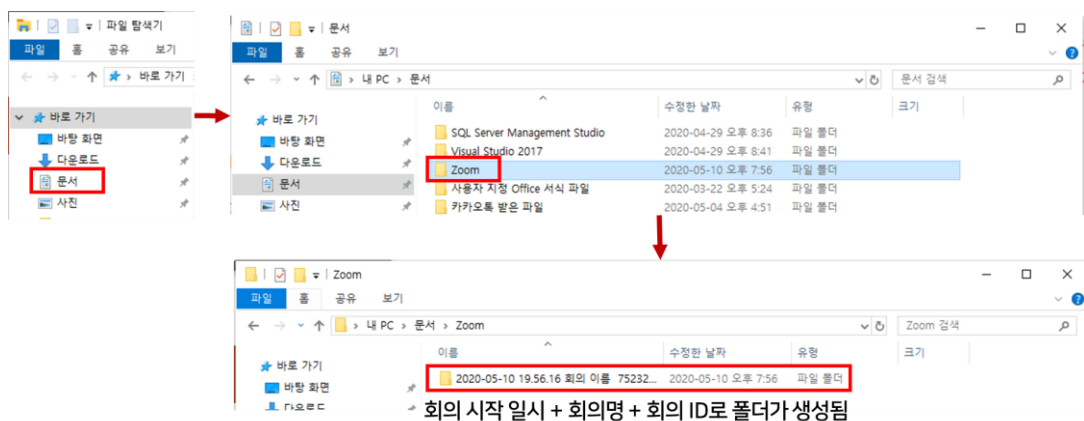 파일 탐색기
파일 홈 공유 보기
바로 가기
바로 가기
바탕 화면
다운로드
문서
사진
문서
파일 홈 공유 보기
내 PC > 문서
문서 검색
이름 수정한 날짜 유형 크기
바로 가기
바탕 화면
다운로드
문서
사진
SQL Server Management Studio 2020-04-29 오후 8:36 파일 폴더
Visual Studio 2017 2020-04-29 오후 8:41 파일 폴더
Zoom 2020-05-10 오후 7:56 파일 폴더
사용자 지정 Office 서식 파일 2020-03-22 오후 5:24 파일 폴더
카카오톡 받은 파일 2020-05-04 오후 4:51 파일 폴더
Zoom
파일 홈 공유 보기
내 PC > 문서 > Zoom
Zoom 검색
이름 수정한 날짜 유형 크기
바로 가기
바탕 화면
다운로드
2020-05-10 19.56.16 회의 이름 75232... 2020-05-10 오후 7:56 파일 폴더
회의 시작 일시 + 회의명 + 회의 ID로 폴더가 생성됨